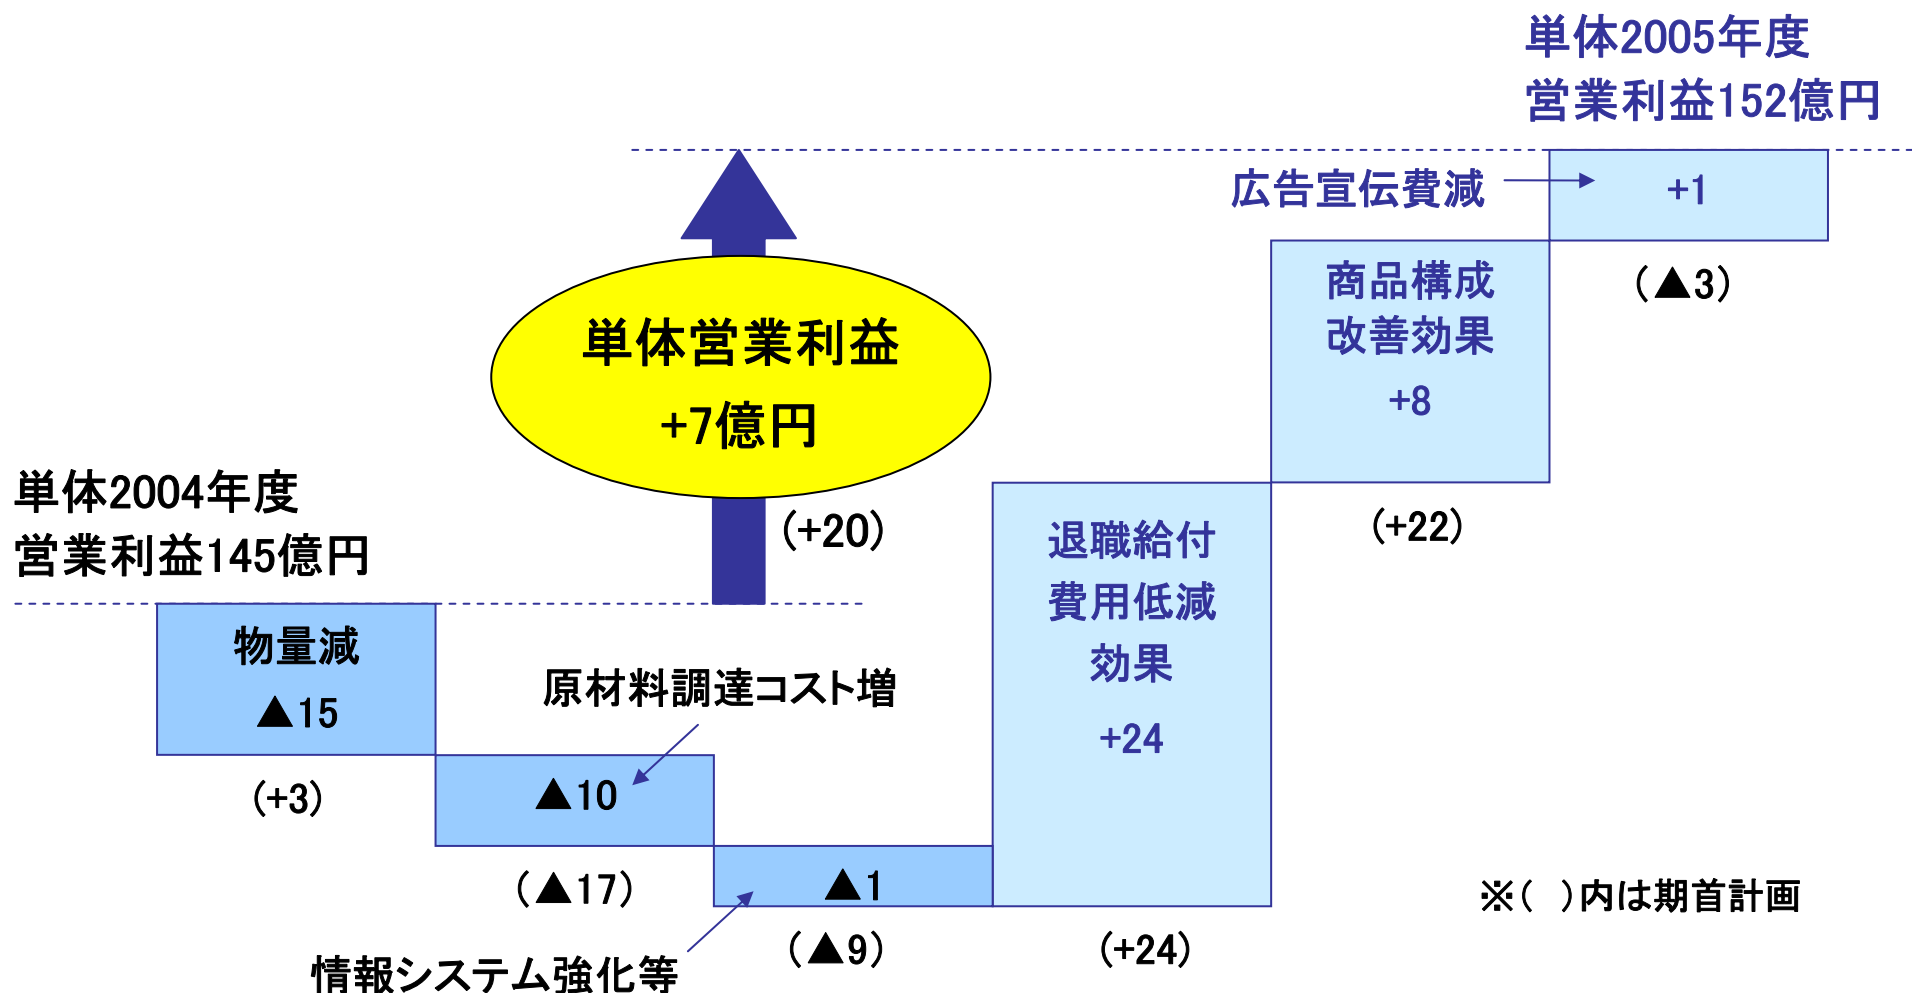 単体2005年度
営業利益152億円
広告宣伝費減
+1
(▲3)
商品構成
改善効果
+8
(+22)
単体営業利益
+7億円
(+20)
単体2004年度
営業利益145億円
物量減
▲15
(+3)
原材料調達コスト増
▲10
(▲17)
▲1
(▲9)
情報システム強化等
退職給付
費用低減
効果
+24
(+24)
※( )内は期首計画